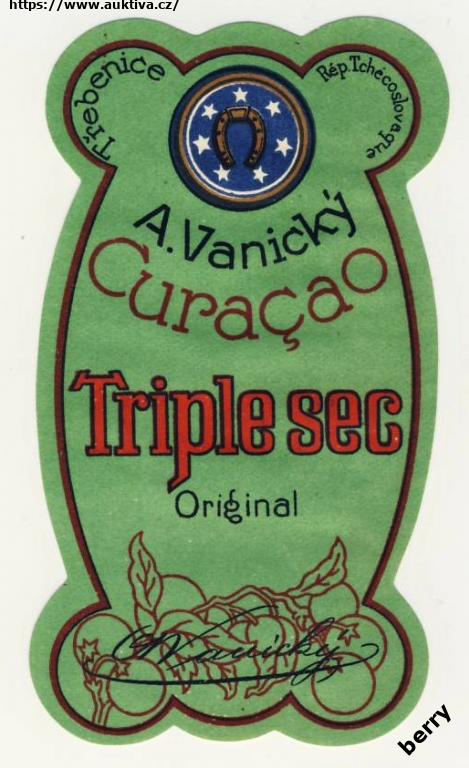 https://www.auktiva.cz/
Třebenice
Rép. Tchécoslovaque
A. Vanický
Curaçao
Triple sec
Original
A Vanický
berry